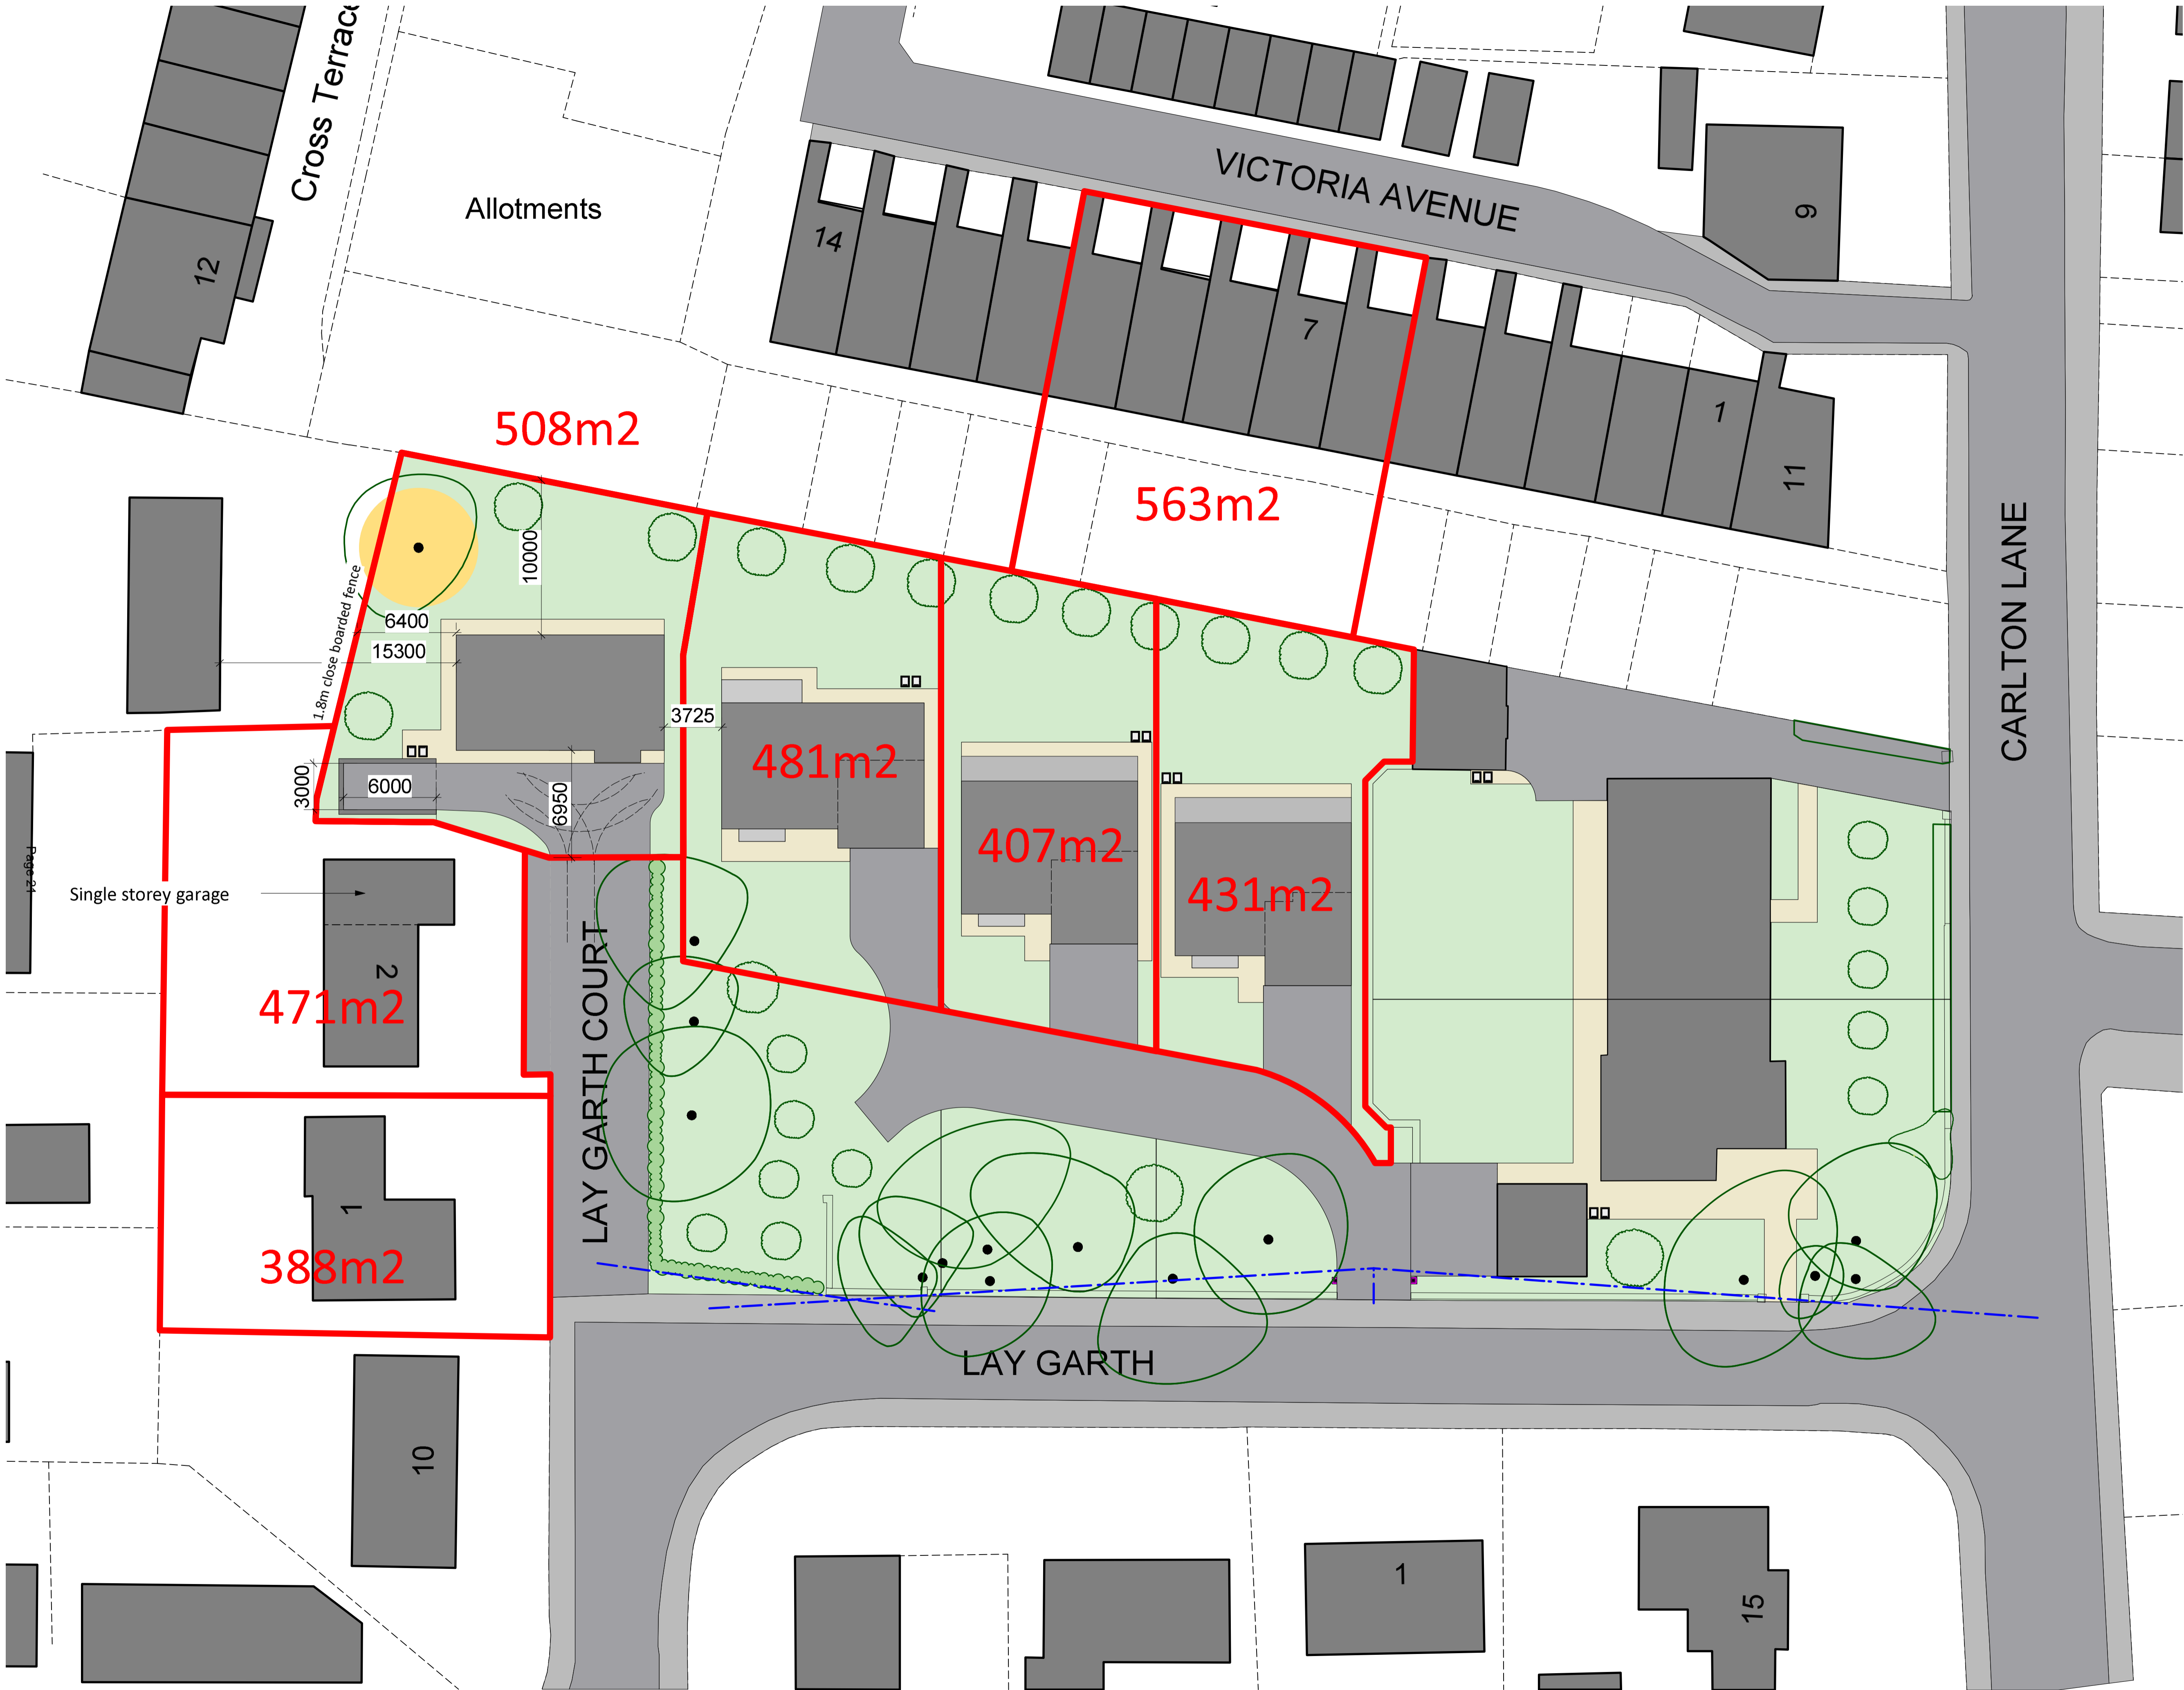 Cross Terrace
Allotments
VICTORIA AVENUE
9
12
14
7
1
11
508m2
563m2
CARLTON LANE
10000
1.8m close boarded fence
6400
15300
3725
481m2
3000
6000
6950
407m2
431m2
Page 21
Single storey garage
2
471m2
LAY GARTH COURT
1
388m2
LAY GARTH
10
1
15